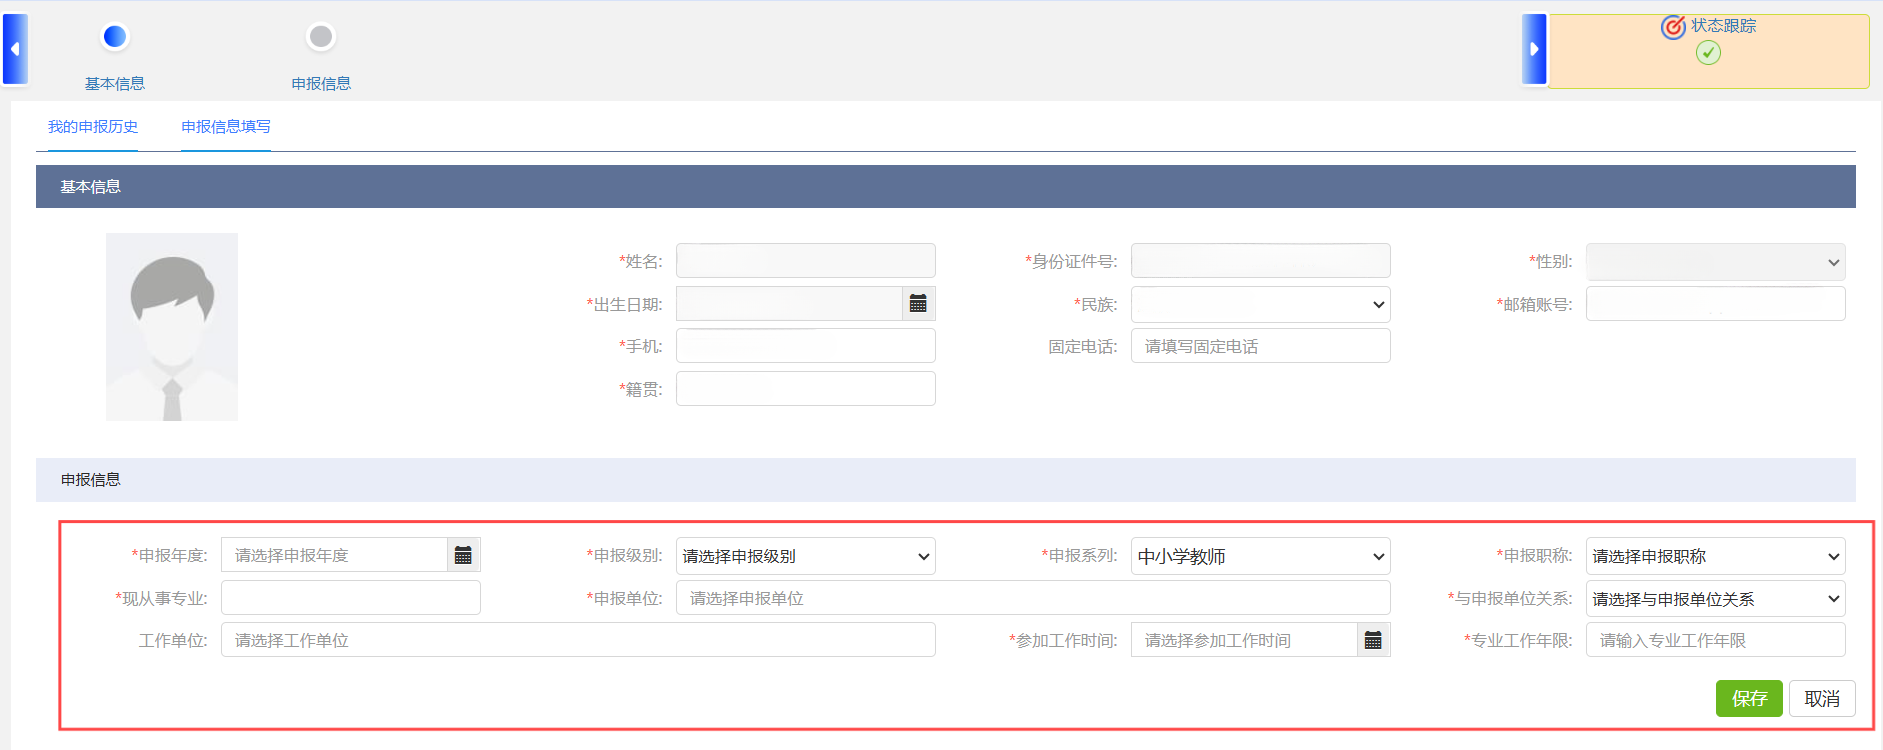 状态跟踪
基本信息 申报信息
我的申报历史 申报信息填写
基本信息
*姓名: *身份证件号: *性别:
*出生日期: *民族: *邮箱账号:
*手机: 固定电话: 请填写固定电话
*籍贯:
申报信息
*申报年度: 请选择申报年度 *申报级别: 请选择申报级别 *申报系列: 中小学教师 *申报职称: 请选择申报职称
*现从事专业: *申报单位: 请选择申报单位 *与申报单位关系: 请选择与申报单位关系
工作单位: 请选择工作单位 *参加工作时间: 请选择参加工作时间 *专业工作年限: 请输入专业工作年限
保存 取消